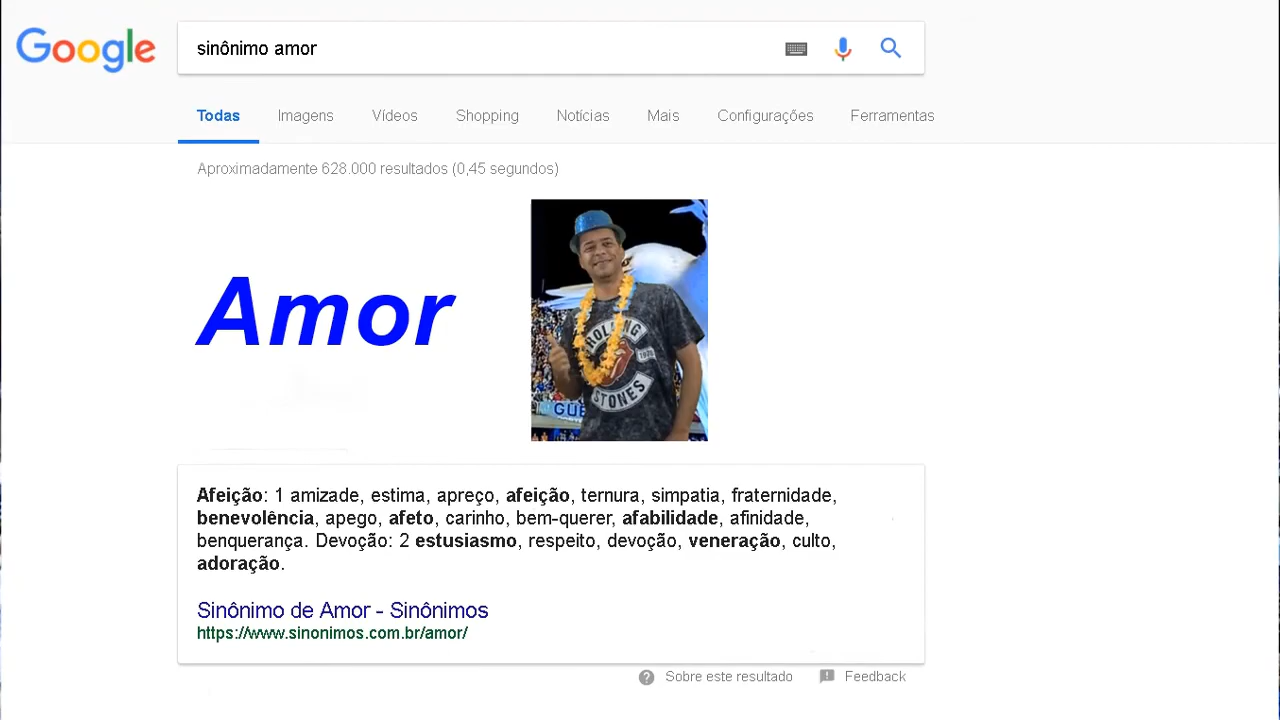 Google
sinônimo amor
Todas Imagens Vídeos Shopping Notícias Mais Configurações Ferramentas
Aproximadamente 628.000 resultados (0,45 segundos)
Amor
ROLLING
STONES
GUE
Afeição: 1 amizade, estima, apreço, afeição, ternura, simpatia, fraternidade,
benevolência, apego, afeto, carinho, bem-querer, afabilidade, afinidade,
benquerança. Devoção: 2 estusiasmo, respeito, devoção, veneração, culto,
adoração.
Sinônimo de Amor - Sinônimos
https://www.sinonimos.com.br/amor/
Sobre este resultado Feedback